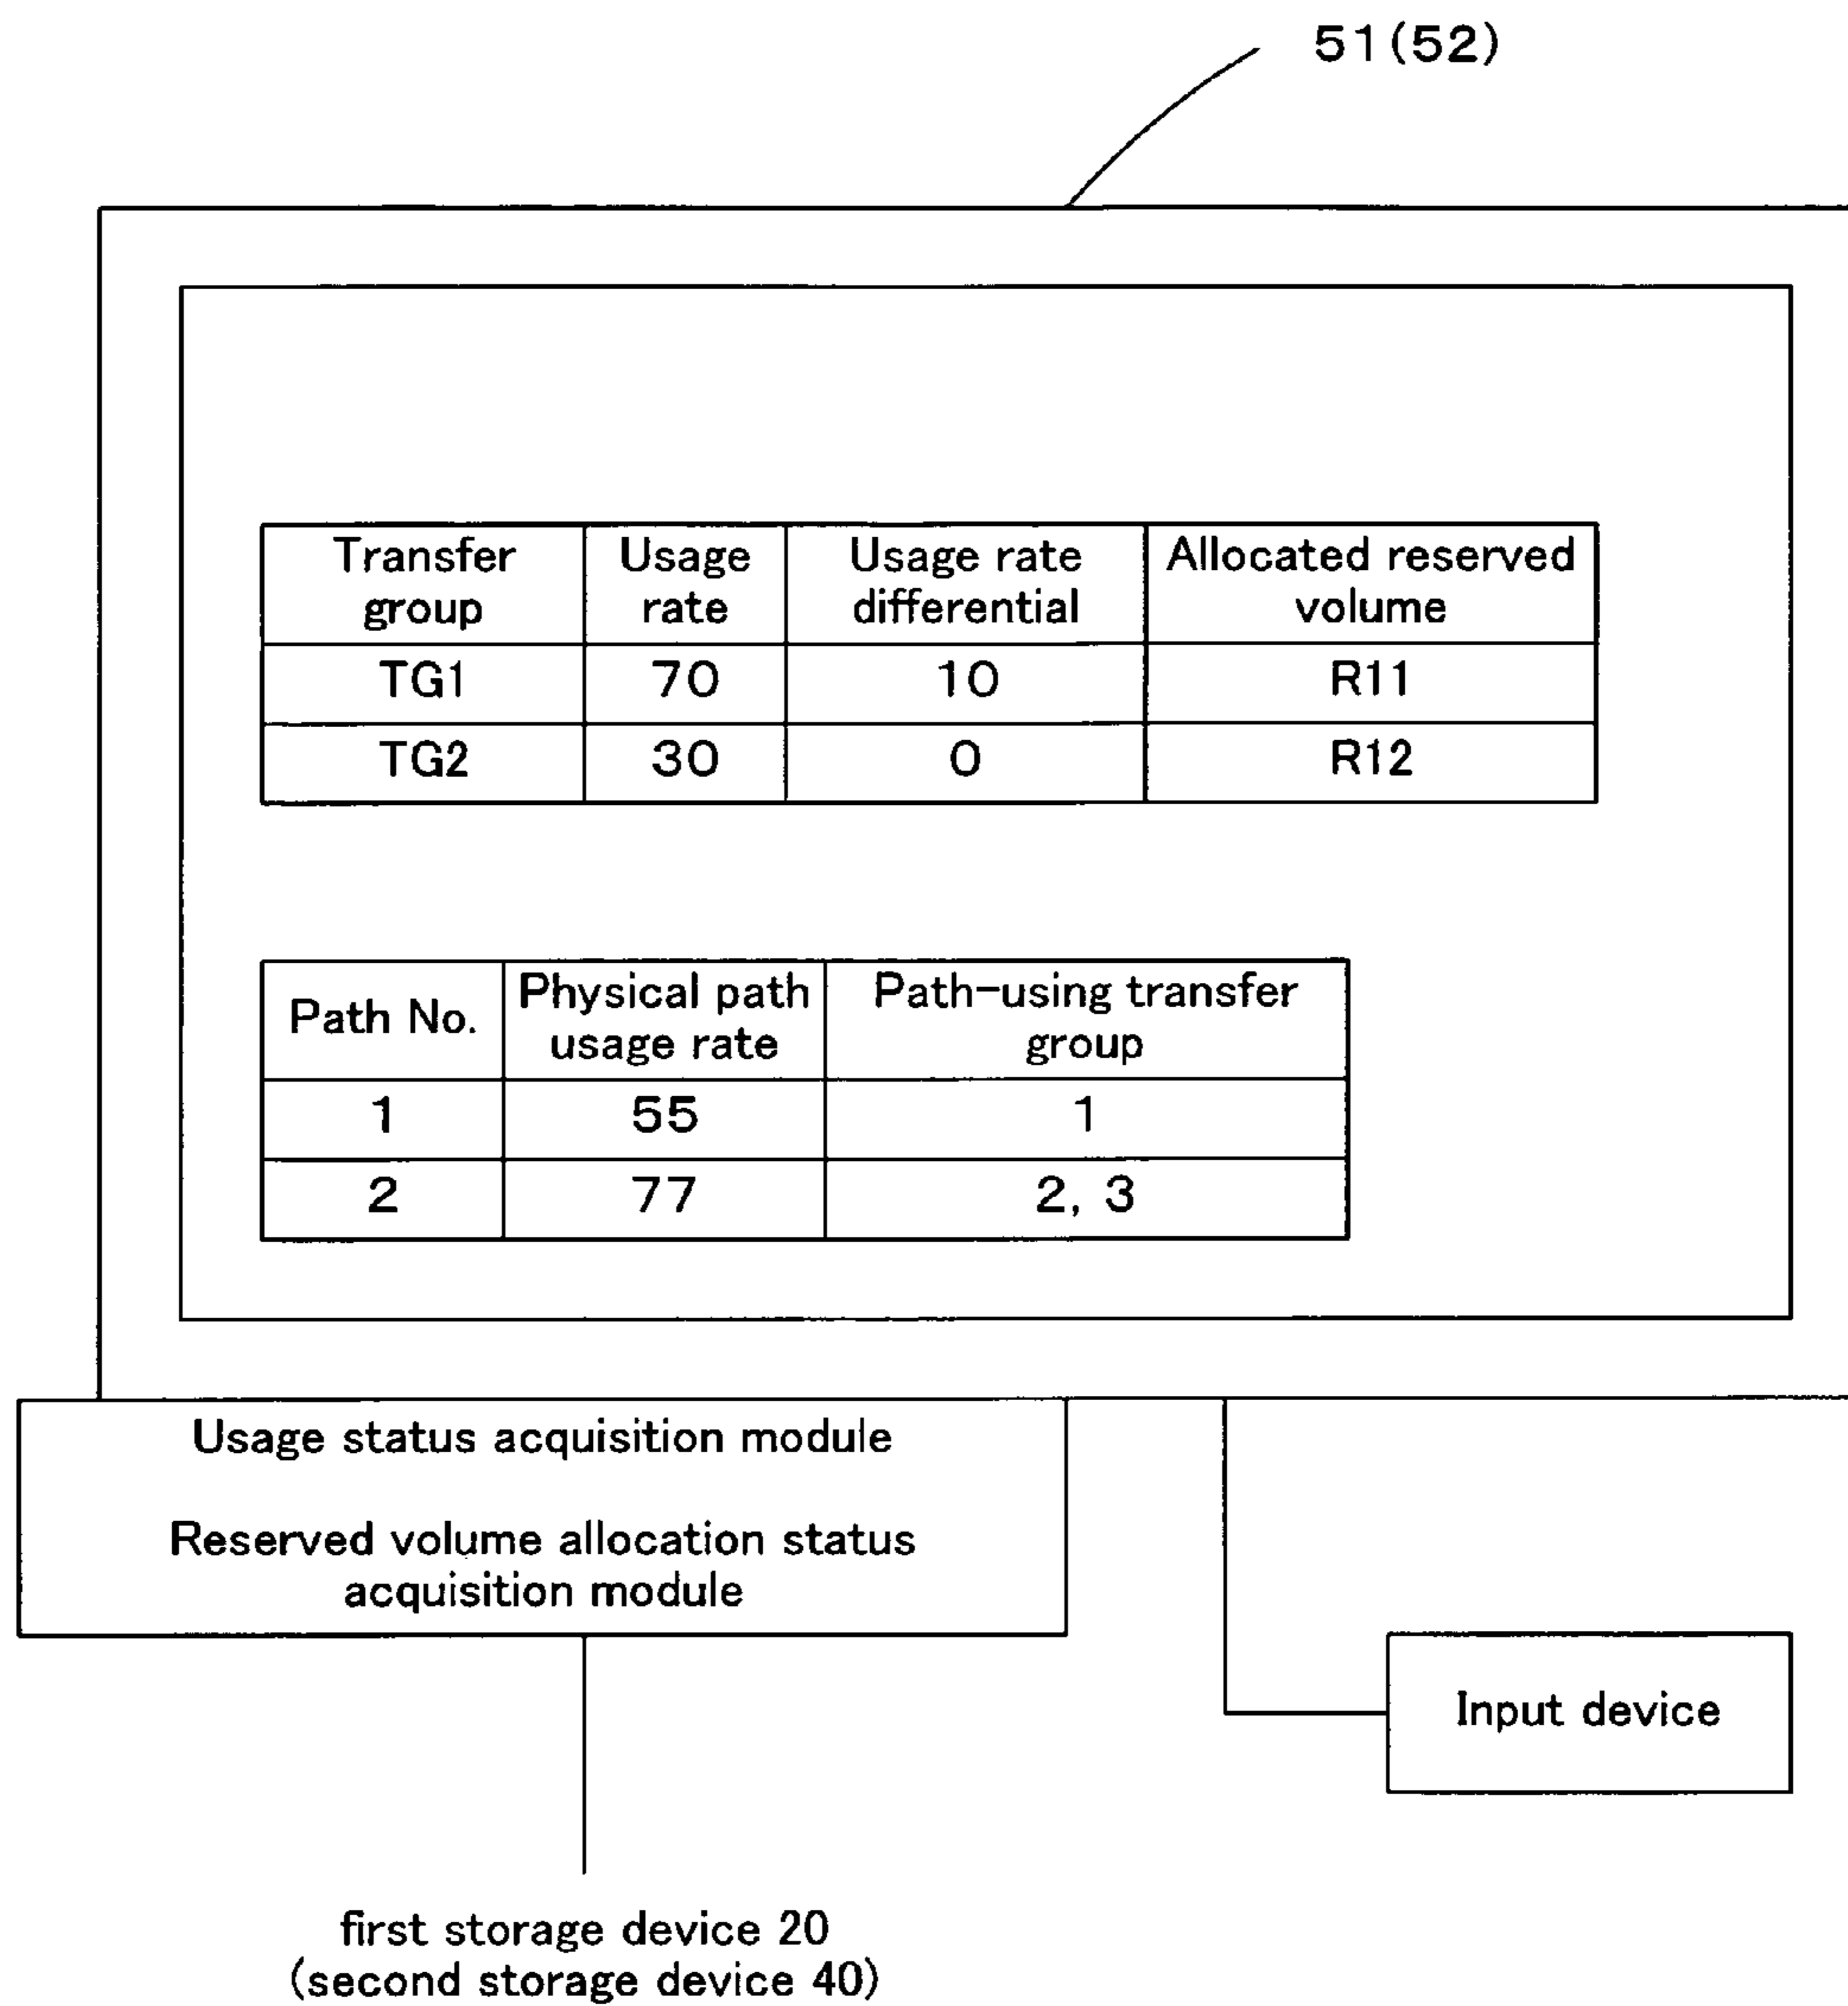 51(52)
Transfer group Usage rate Usage rate differential Allocated reserved volume
TG1 70 10 R11
TG2 30 0 R12
Path No. Physical path usage rate Path-using transfer group
1 55 1
2 77 2, 3
Usage status acquisition module
Reserved volume allocation status
acquisition module
Input device
first storage device 20
(second storage device 40)